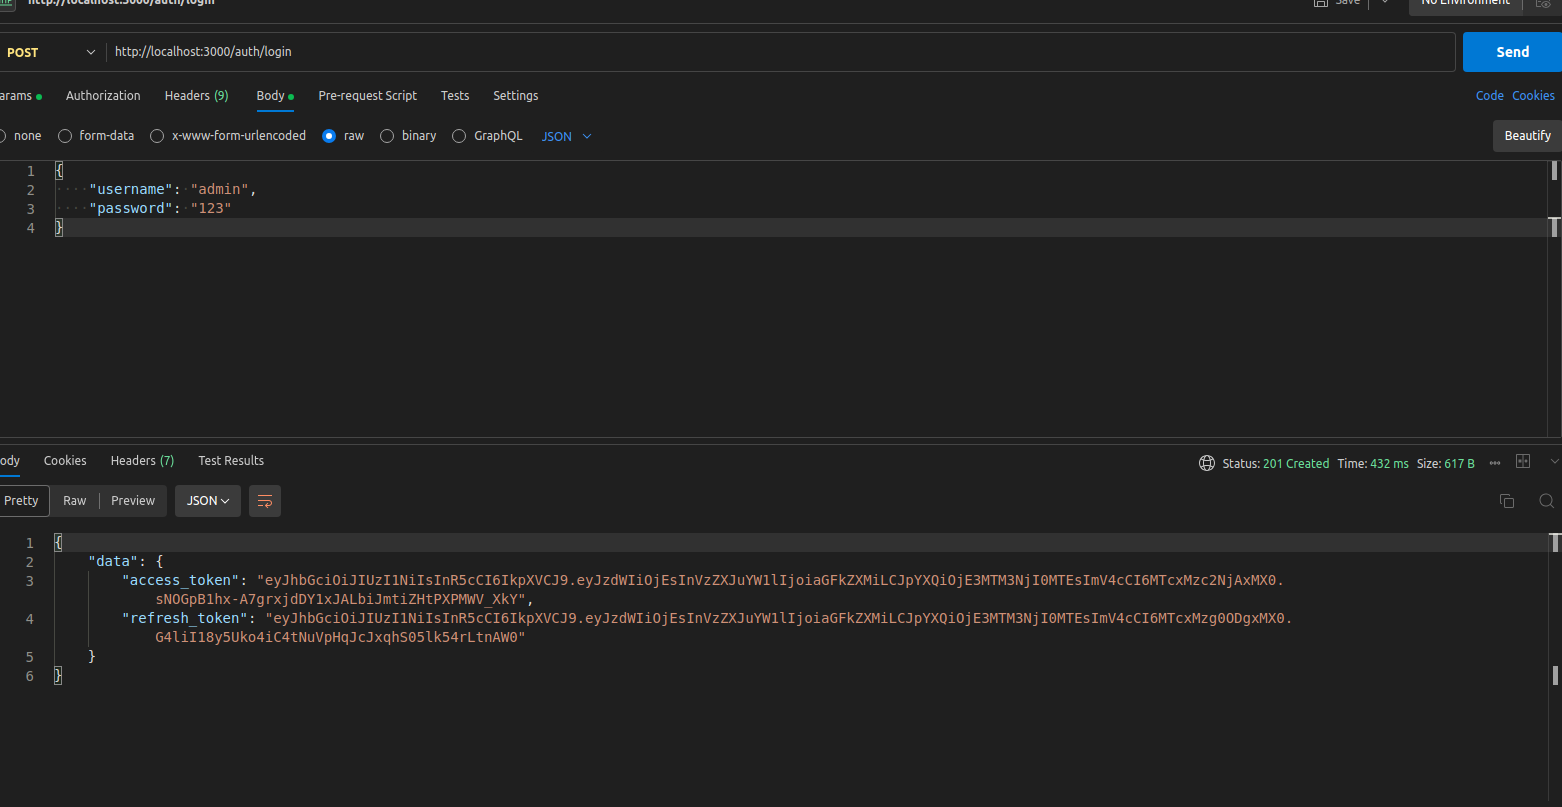 http://localhost:3000/auth/login
Save
No Environment
POST
http://localhost:3000/auth/login
Send
arams
Authorization
Headers (9)
Body
Pre-request Script
Tests
Settings
Code
Cookies
none
form-data
x-www-form-urlencoded
raw
binary
GraphQL
JSON
Beautify
1 {
2 "username": "admin",
3 "password": "123"
4 }
ody
Cookies
Headers (7)
Test Results
Status: 201 Created
Time: 432 ms
Size: 617 B
Pretty
Raw
Preview
JSON
1 {
2 "data": {
3 "access_token": "eyJhbGciOiJIUzI1NiIsInR5cCI6IkpXVCJ9.eyJzdWIiOjEsInVzZXJuYW1lIjoiaGFkZXMiLCJpYXQiOjE3MTM3NjI0MTEsImV4cCI6MTcxMzc2NjAxMX0.
sNOGpB1hx-A7grxjdDY1xJALbiJmtiZHtPXPMWV_XkY",
4 "refresh_token": "eyJhbGciOiJIUzI1NiIsInR5cCI6IkpXVCJ9.eyJzdWIiOjEsInVzZXJuYW1lIjoiaGFkZXMiLCJpYXQiOjE3MTM3NjI0MTEsImV4cCI6MTcxMzg0ODgxMX0.
G4liI18y5Uko4iC4tNuVpHqJcJxqhS05lk54rLtnAW0"
5 }
6 }